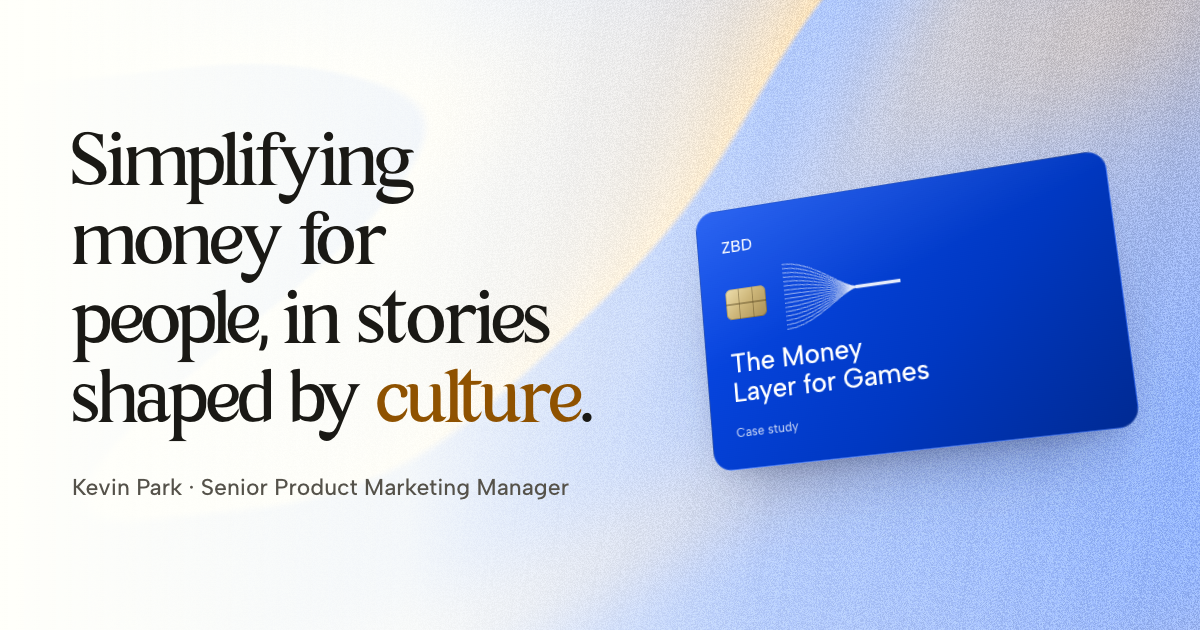 Simplifying
money for
people, in stories
shaped by culture.
Kevin Park · Senior Product Marketing Manager
ZBD
The Money
Layer for Games
Case study